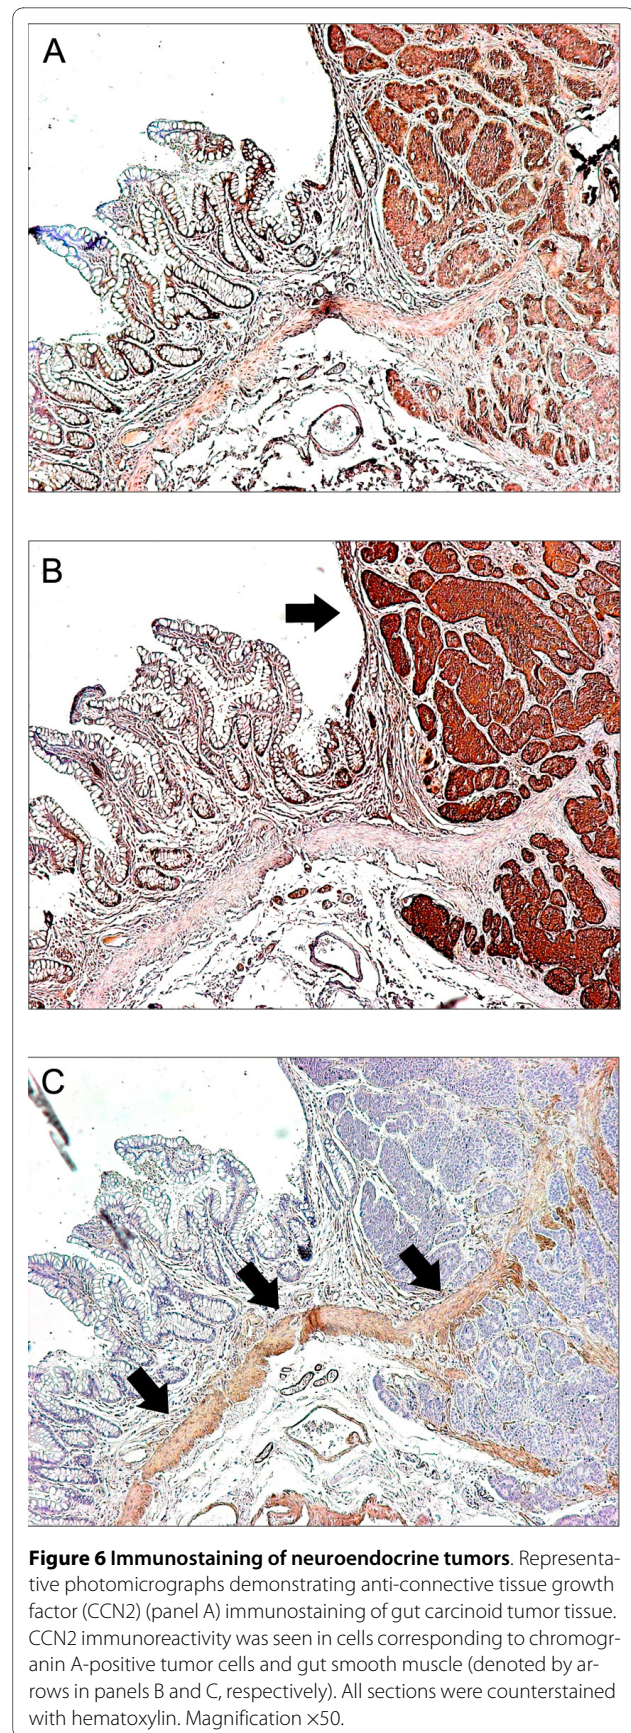 A
B
C
Figure 6 Immunostaining of neuroendocrine tumors. Representa-
tive photomicrographs demonstrating anti-connective tissue growth
factor (CCN2) (panel A) immunostaining of gut carcinoid tumor tissue.
CCN2 immunoreactivity was seen in cells corresponding to chromogr-
anin A-positive tumor cells and gut smooth muscle (denoted by ar-
rows in panels B and C, respectively). All sections were counterstained
with hematoxylin. Magnification ×50.